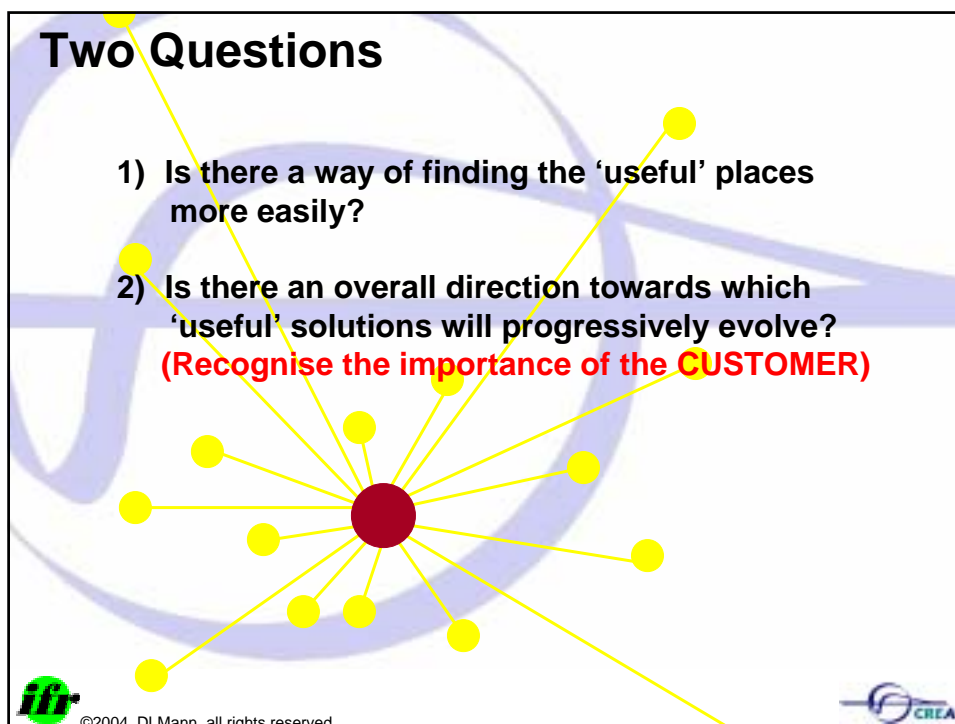 Two Questions
1) Is there a way of finding the ‘useful’ places
more easily?
2) Is there an overall direction towards which
‘useful’ solutions will progressively evolve?
(Recognise the importance of the CUSTOMER)
ifr
©2004, DLMann, all rights reserved
CREA